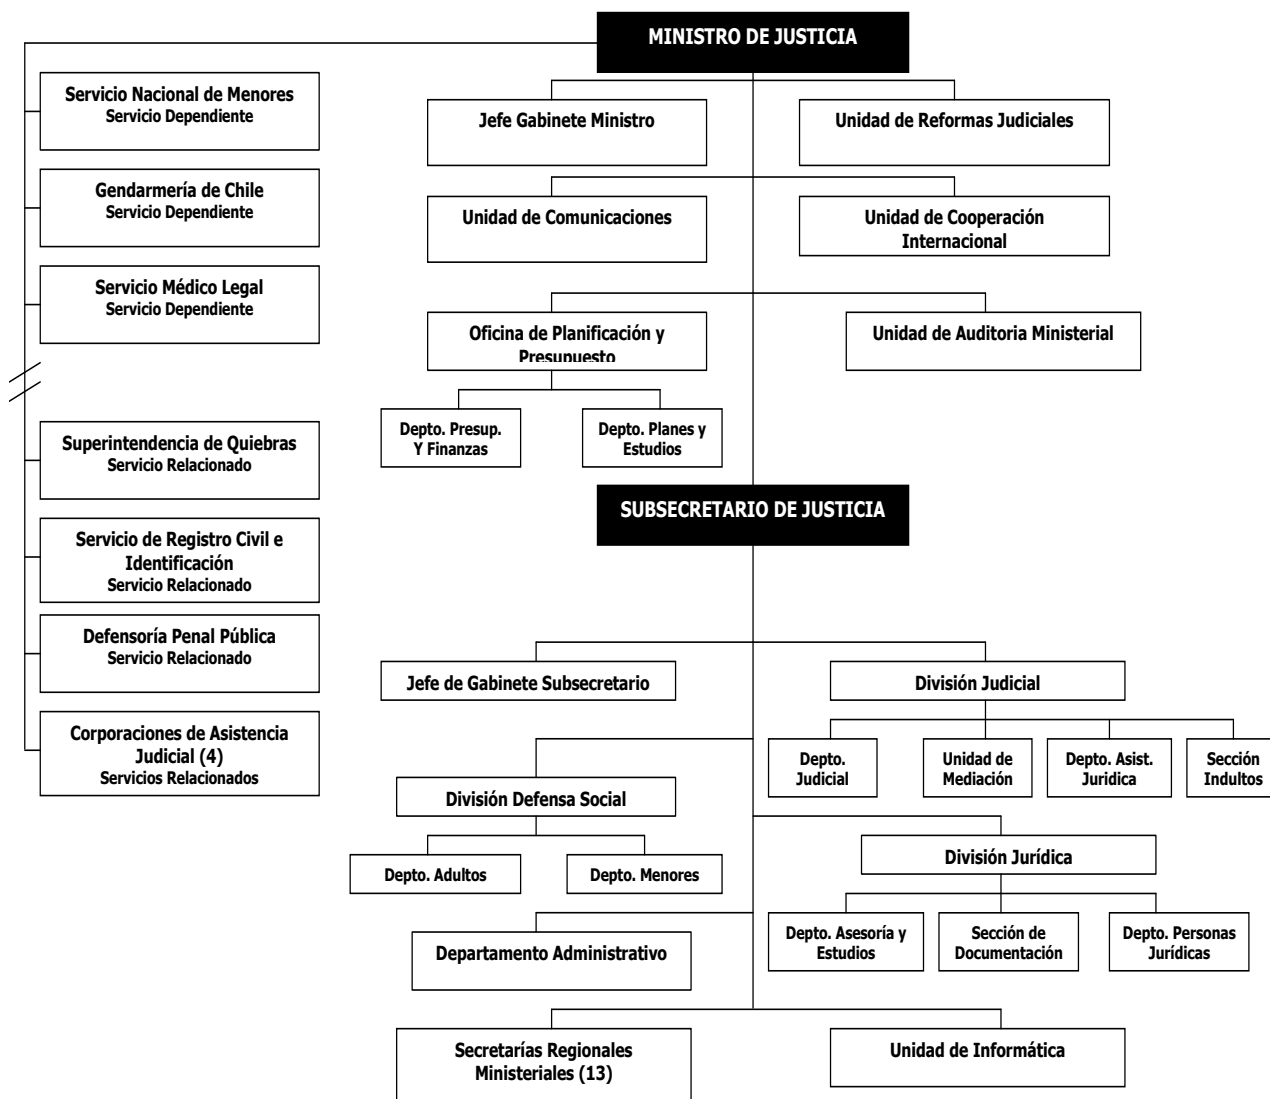 MINISTRO DE JUSTICIA
Servicio Nacional de Menores
Servicio Dependiente
Gendarmería de Chile
Servicio Dependiente
Servicio Médico Legal
Servicio Dependiente
Superintendencia de Quiebras
Servicio Relacionado
Servicio de Registro Civil e
Identificación
Servicio Relacionado
Defensoría Penal Pública
Servicio Relacionado
Corporaciones de Asistencia
Judicial (4)
Servicios Relacionados
Jefe Gabinete Ministro
Unidad de Reformas Judiciales
Unidad de Comunicaciones
Unidad de Cooperación
Internacional
Oficina de Planificación y
Presupuesto
Unidad de Auditoria Ministerial
Depto. Presup.
Y Finanzas
Depto. Planes y
Estudios
SUBSECRETARIO DE JUSTICIA
Jefe de Gabinete Subsecretario
División Judicial
Depto.
Judicial
Unidad de
Mediación
Depto. Asist.
Juridica
Sección
Indultos
División Defensa Social
Depto. Adultos
Depto. Menores
División Jurídica
Depto. Asesoría y
Estudios
Sección de
Documentación
Depto. Personas
Jurídicas
Departamento Administrativo
Secretarías Regionales
Ministeriales (13)
Unidad de Informática